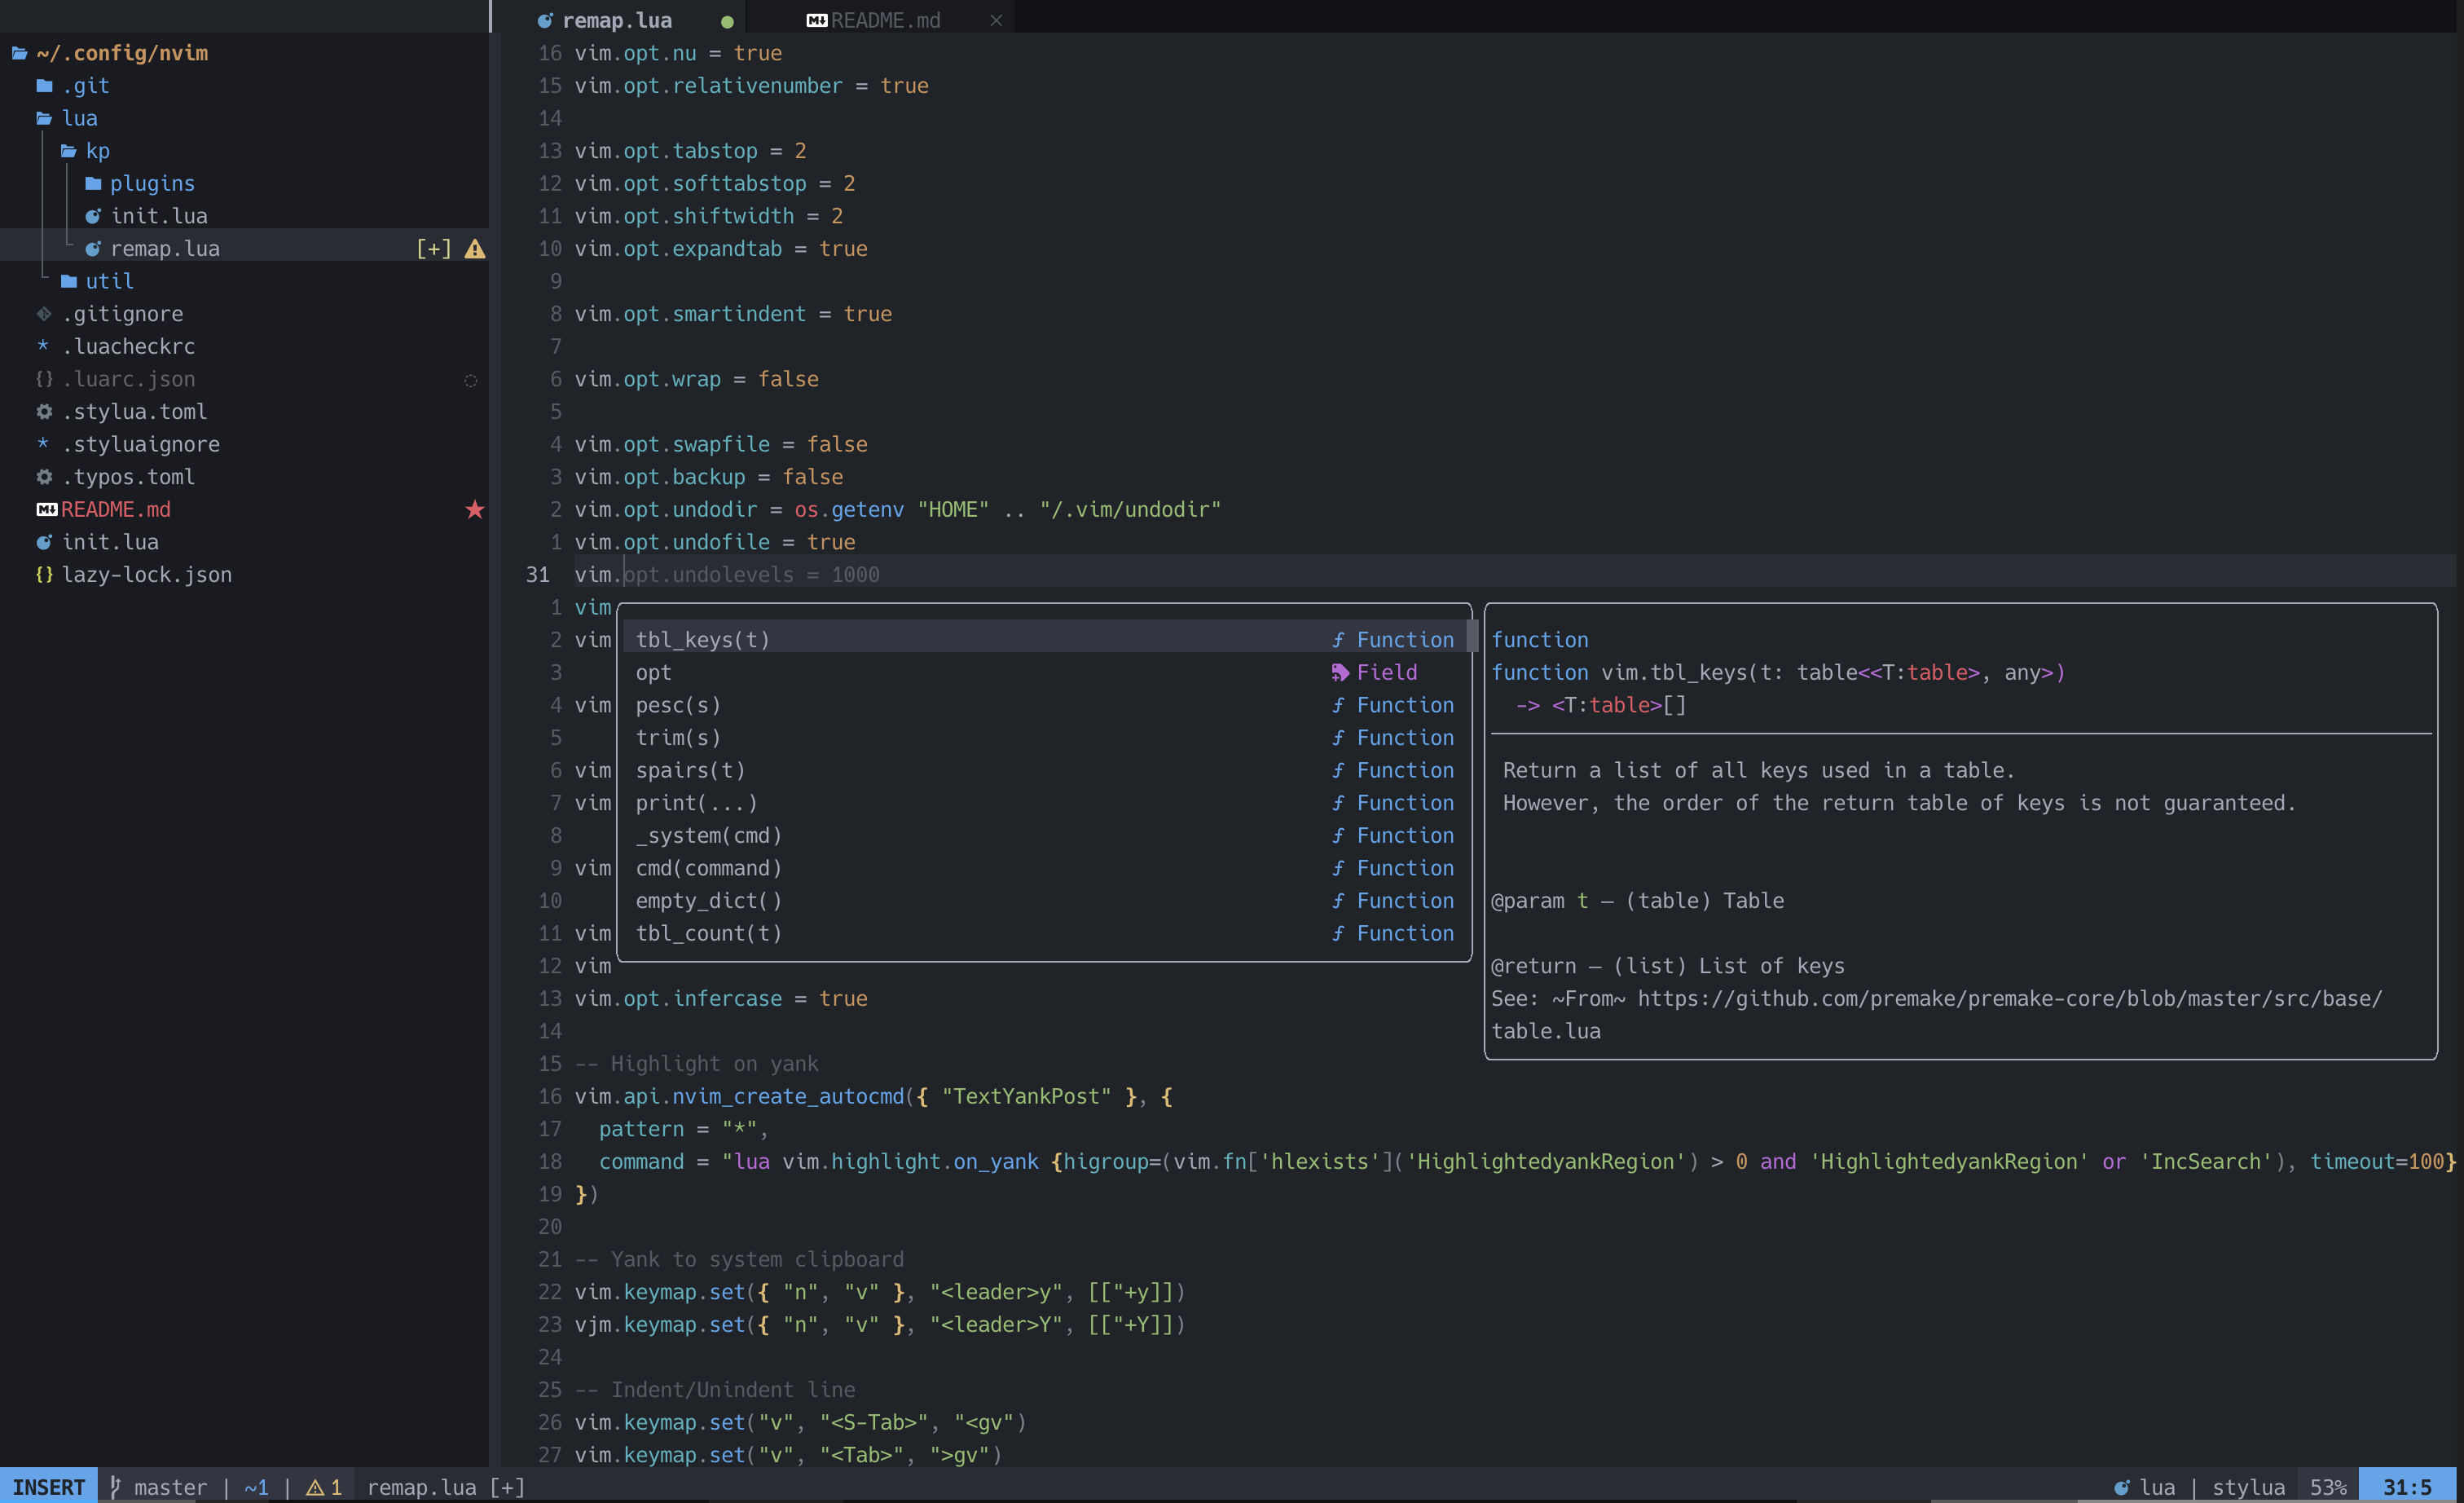 remap.lua README.md ×
~/.config/nvim
.git
lua
kp
plugins
init.lua
remap.lua [+]
util
.gitignore
* .luacheckrc
{} .luarc.json
.stylua.toml
* .styluaignore
.typos.toml
M↓ README.md ★
init.lua
{} lazy-lock.json
16 vim.opt.nu = true
15 vim.opt.relativenumber = true
14
13 vim.opt.tabstop = 2
12 vim.opt.softtabstop = 2
11 vim.opt.shiftwidth = 2
10 vim.opt.expandtab = true
9
8 vim.opt.smartindent = true
7
6 vim.opt.wrap = false
5
4 vim.opt.swapfile = false
3 vim.opt.backup = false
2 vim.opt.undodir = os.getenv "HOME" .. "/.vim/undodir"
1 vim.opt.undofile = true
31 vim.opt.undolevels = 1000
1 vim
2 vim
3
4 vim
5
6 vim
7 vim
8
9 vim
10
11 vim
12 vim
tbl_keys(t) Function
opt Field
pesc(s) Function
trim(s) Function
spairs(t) Function
print(...) Function
_system(cmd) Function
cmd(command) Function
empty_dict() Function
tbl_count(t) Function
function
function vim.tbl_keys(t: table<<T:table>, any>)
-> <T:table>[]
Return a list of all keys used in a table.
However, the order of the return table of keys is not guaranteed.
@param t — (table) Table
@return — (list) List of keys
See: ~From~ https://github.com/premake/premake-core/blob/master/src/base/
table.lua
13 vim.opt.infercase = true
14
15 -- Highlight on yank
16 vim.api.nvim_create_autocmd({ "TextYankPost" }, {
17 pattern = "*",
18 command = "lua vim.highlight.on_yank {higroup=(vim.fn['hlexists']('HighlightedyankRegion') > 0 and 'HighlightedyankRegion' or 'IncSearch'), timeout=100}
19 })
20
21 -- Yank to system clipboard
22 vim.keymap.set({ "n", "v" }, "<leader>y", [["+y]])
23 vjm.keymap.set({ "n", "v" }, "<leader>Y", [["+Y]])
24
25 -- Indent/Unindent line
26 vim.keymap.set("v", "<S-Tab>", "<gv")
27 vim.keymap.set("v", "<Tab>", ">gv")
INSERT master | ~1 | ⚠ 1 remap.lua [+] lua | stylua 53% 31:5